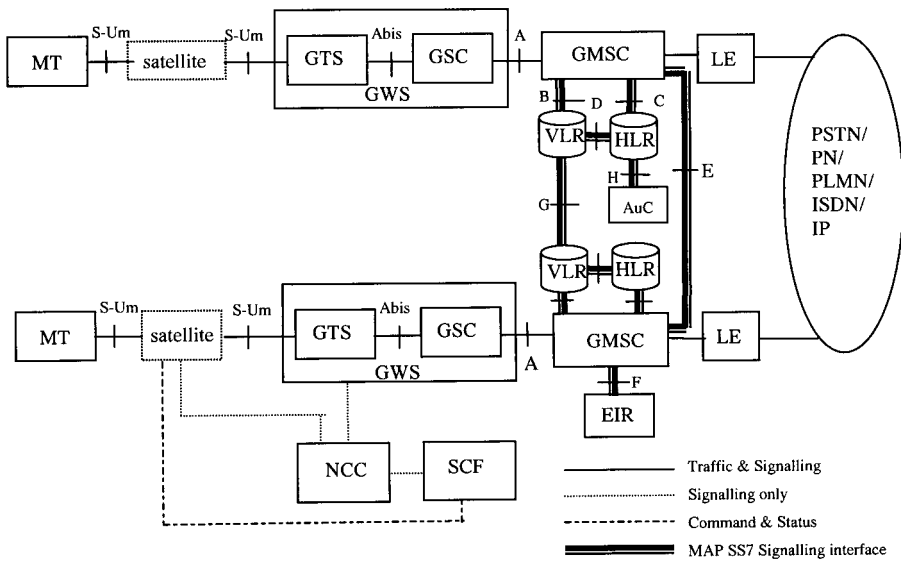 S-Um
S-Um
Abis
A
MT
satellite
GTS
GSC
GWS
GMSC
LE
B
D
C
VLR
HLR
H
AuC
G
E
PSTN/
PN/
PLMN/
ISDN/
IP
VLR
HLR
S-Um
S-Um
Abis
MT
satellite
GTS
GSC
GWS
A
GMSC
LE
F
EIR
NCC
SCF
Traffic & Signalling
Signalling only
Command & Status
MAP SS7 Signalling interface